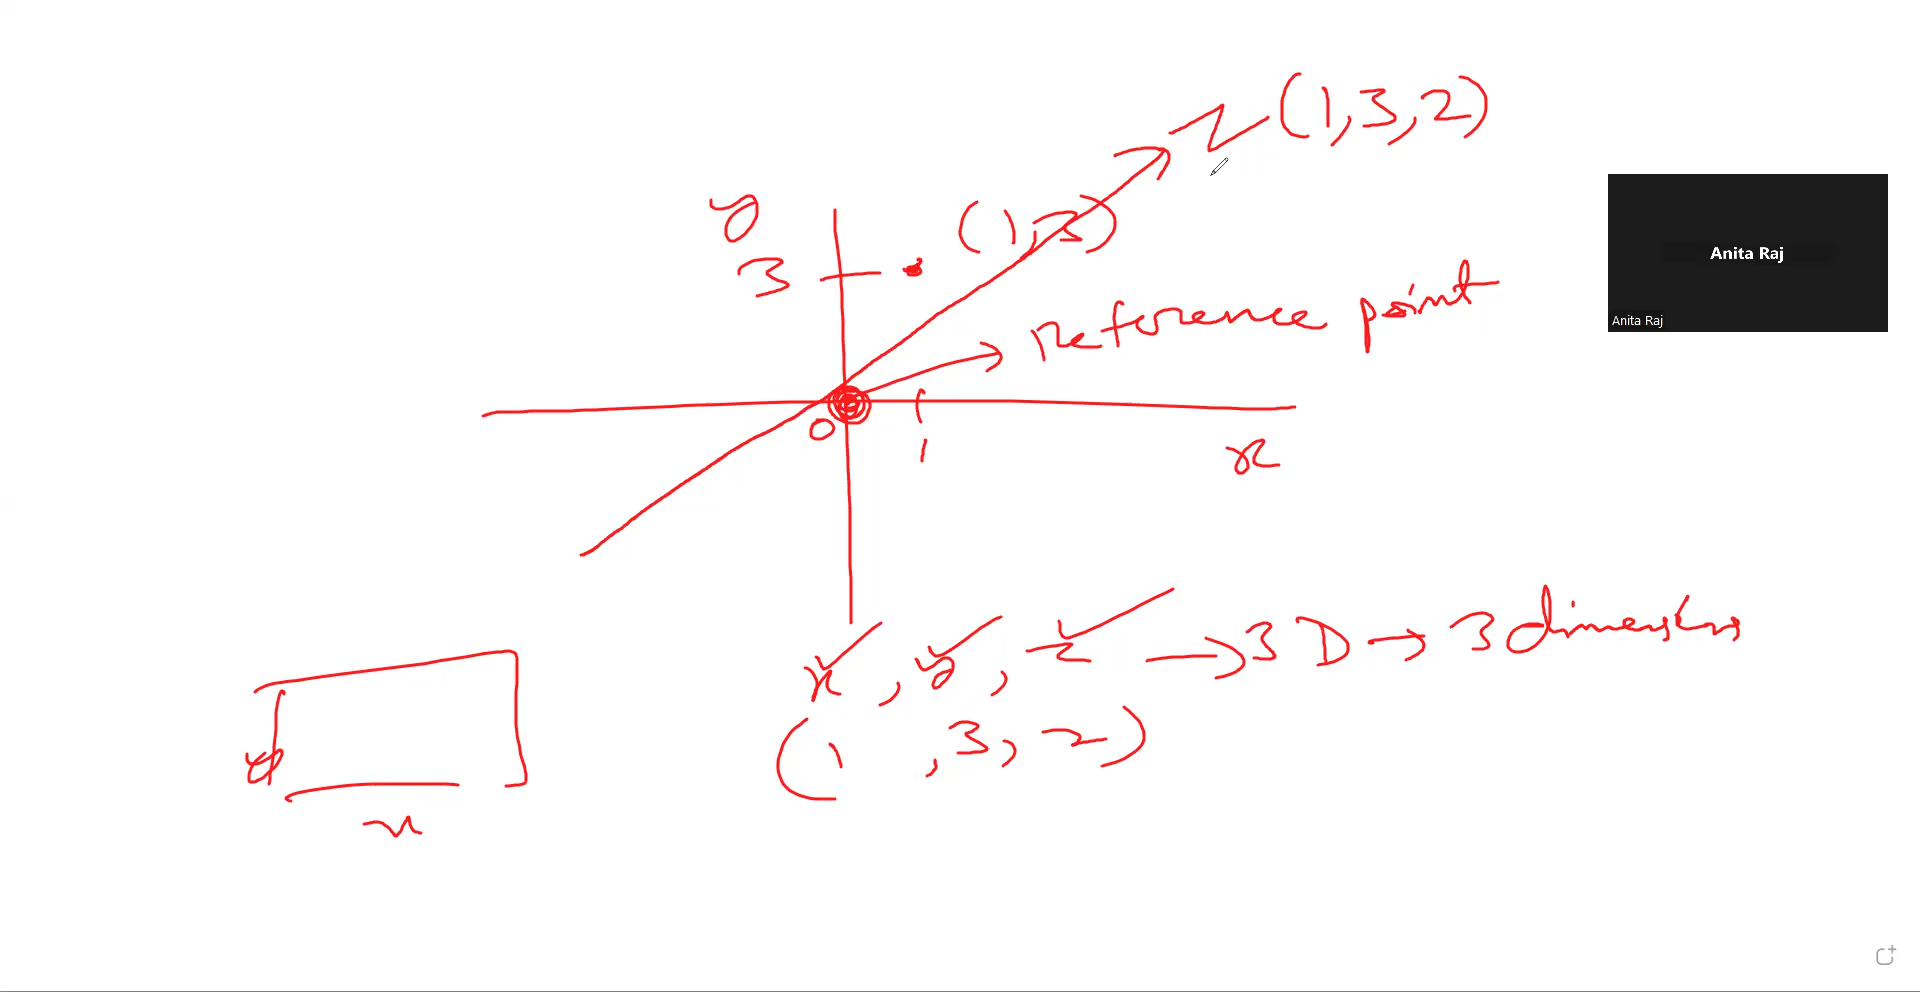 z (1,3,2)
y
(1,3)
3
Reference point
Anita Raj
Anita Raj
0
1
x
x, y, z → 3D → 3 dimensions
(1, 3, 2)
y
x